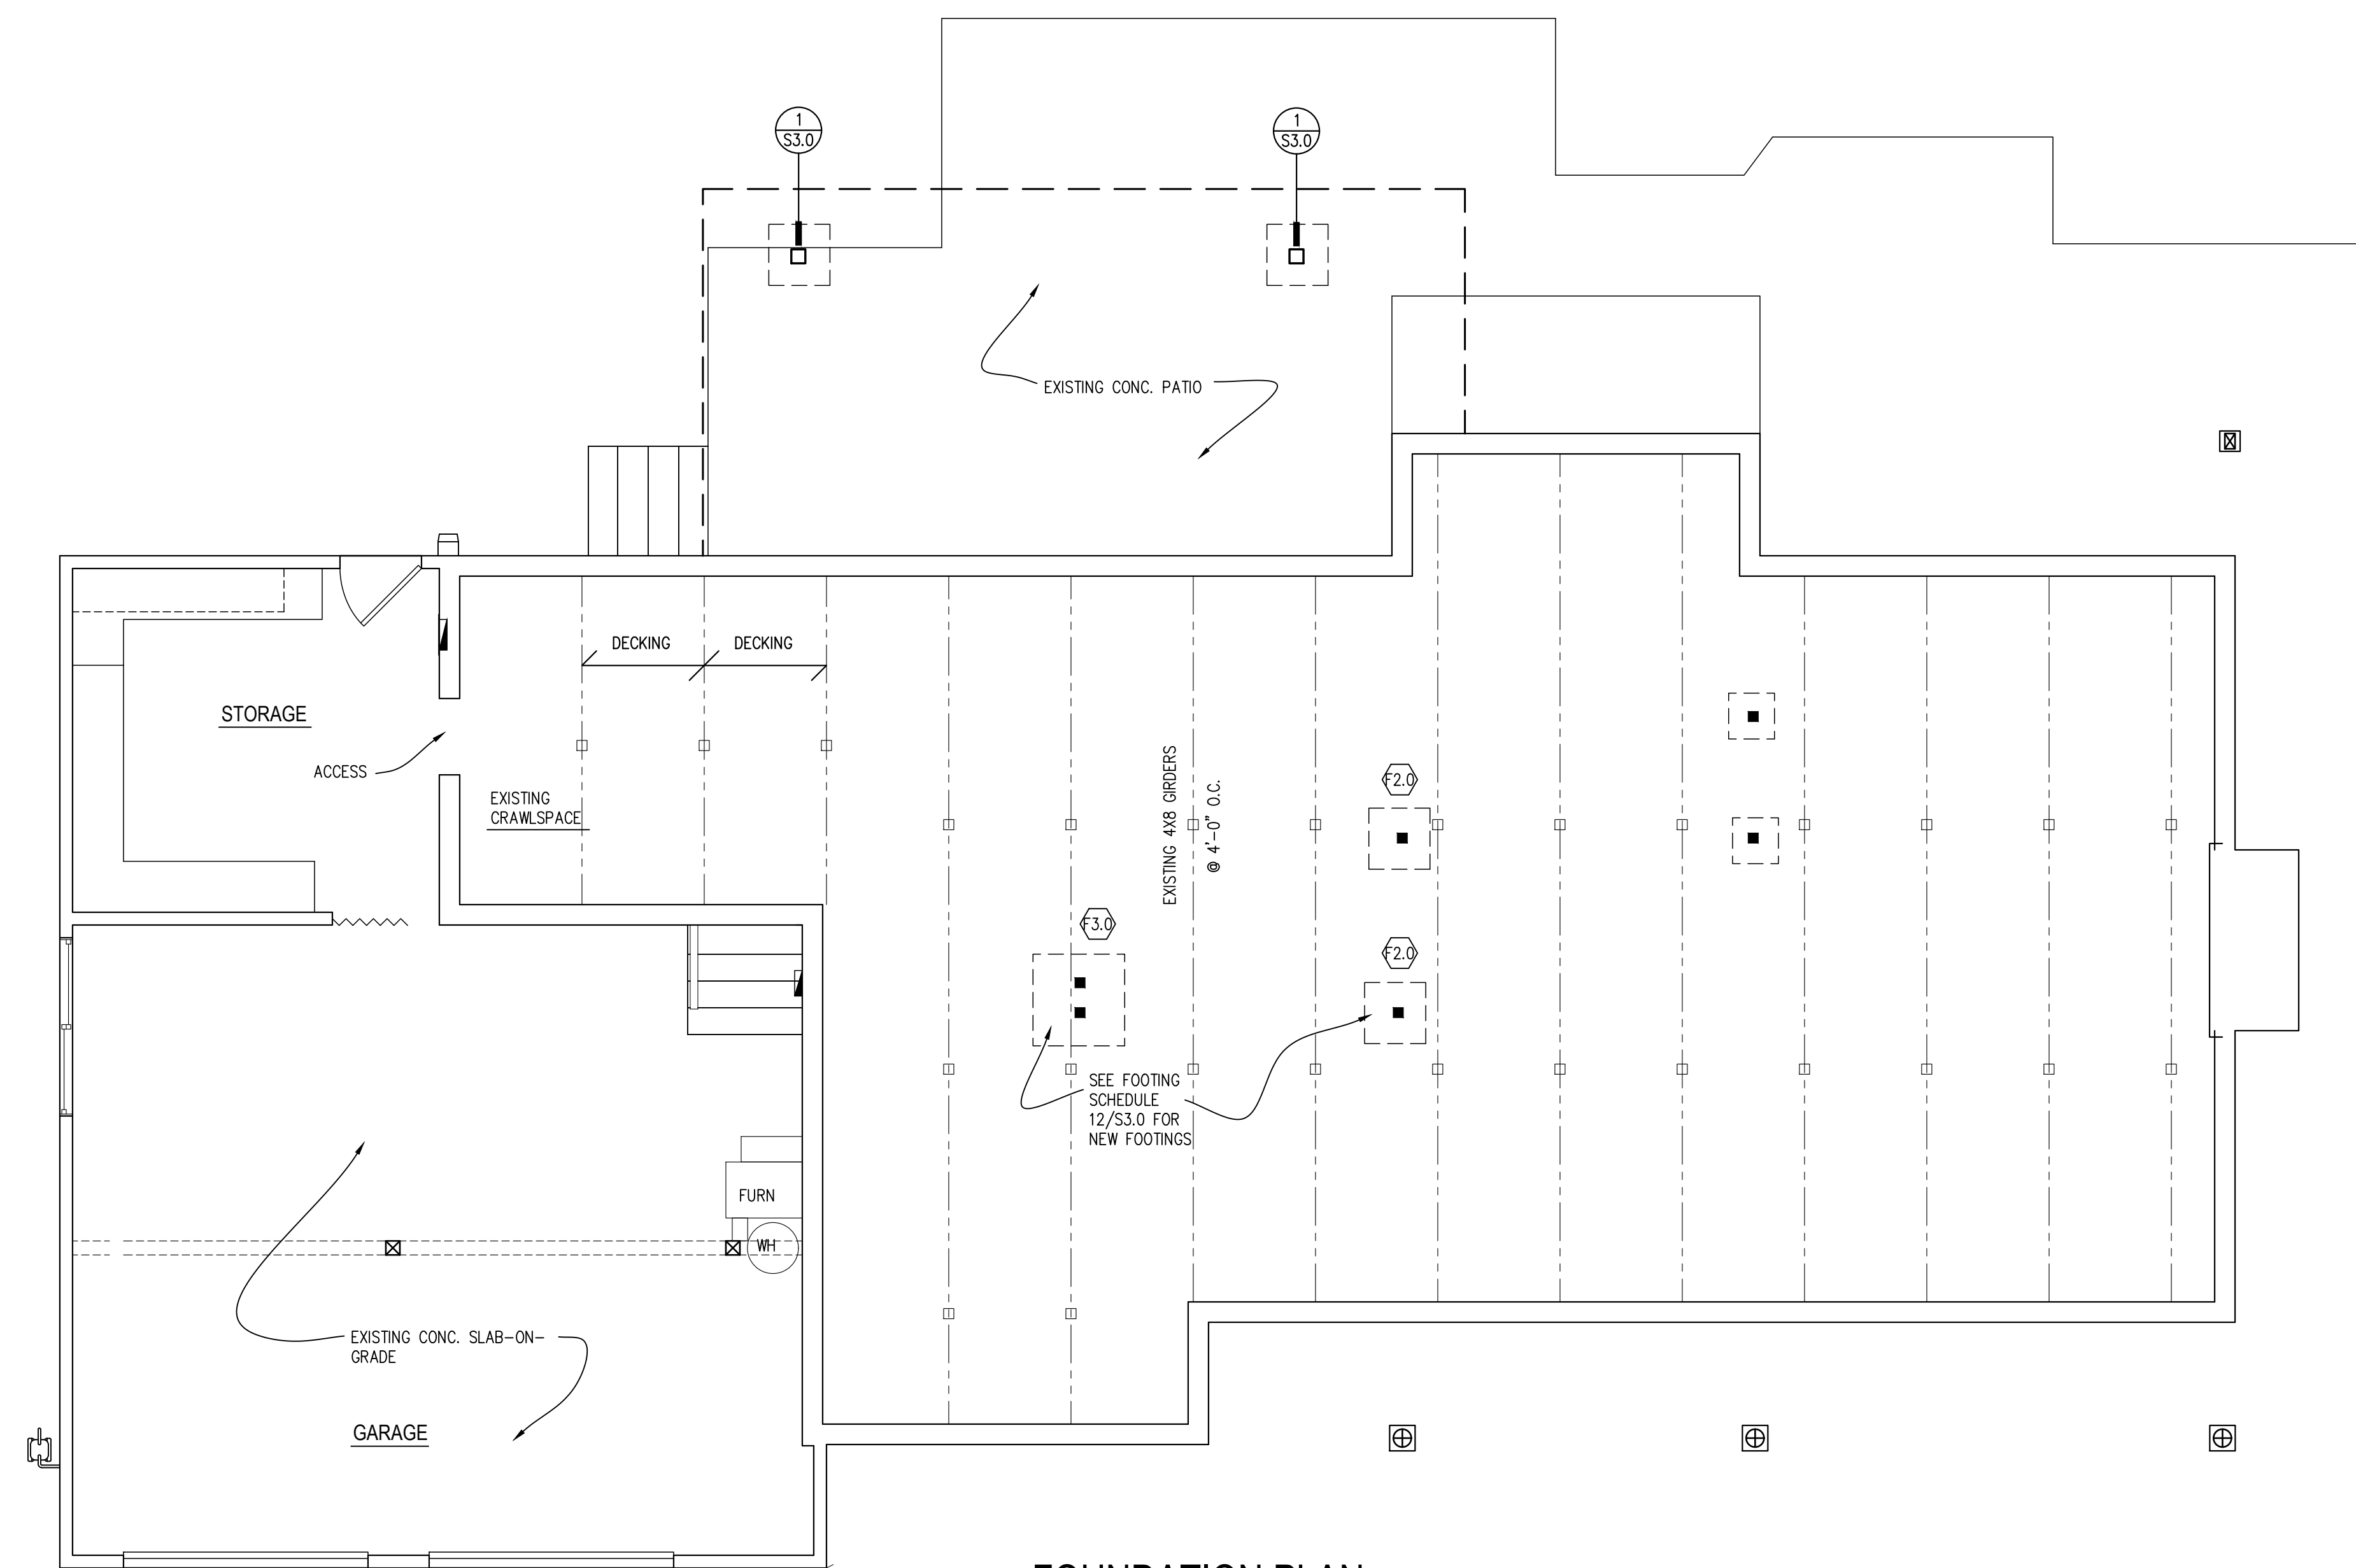 1
S3.0
1
S3.0
EXISTING CONC. PATIO
DECKING
DECKING
STORAGE
ACCESS
EXISTING
CRAWLSPACE
EXISTING 4X8 GIRDERS
@ 4'-0" O.C.
F2.0
F3.0
F2.0
SEE FOOTING
SCHEDULE
12/S3.0 FOR
NEW FOOTINGS
FURN
WH
EXISTING CONC. SLAB-ON-
GRADE
GARAGE
FOUNDATION PLAN